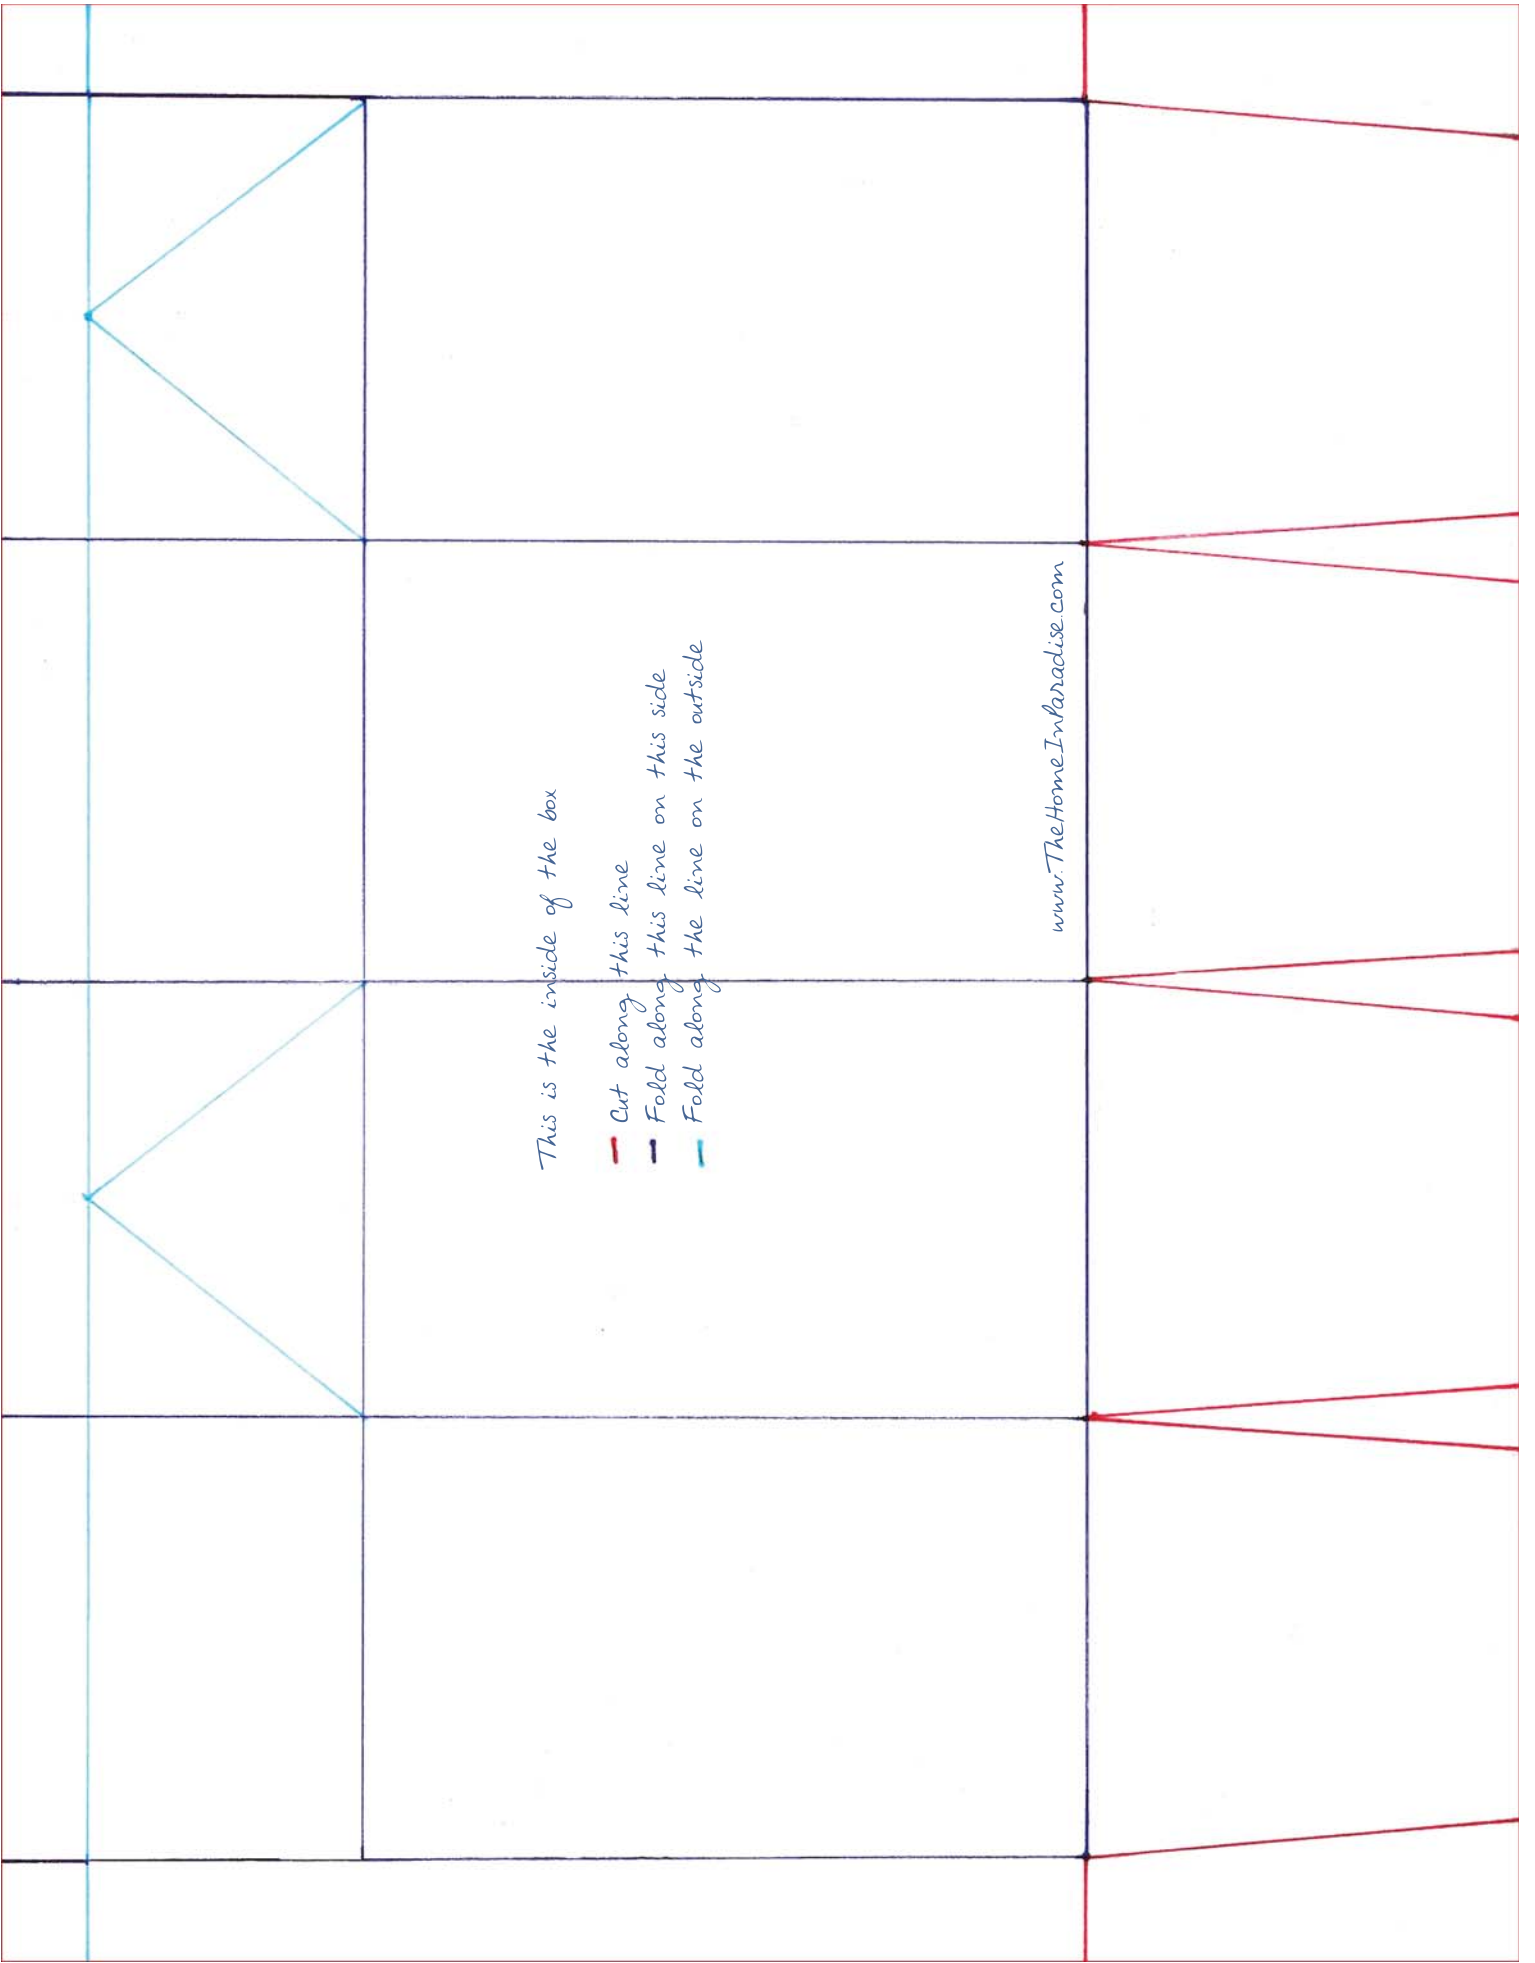 This is the inside of the box
Cut along this line
Fold along this line on this side
Fold along the line on the outside
www.TheHomeInParadise.com